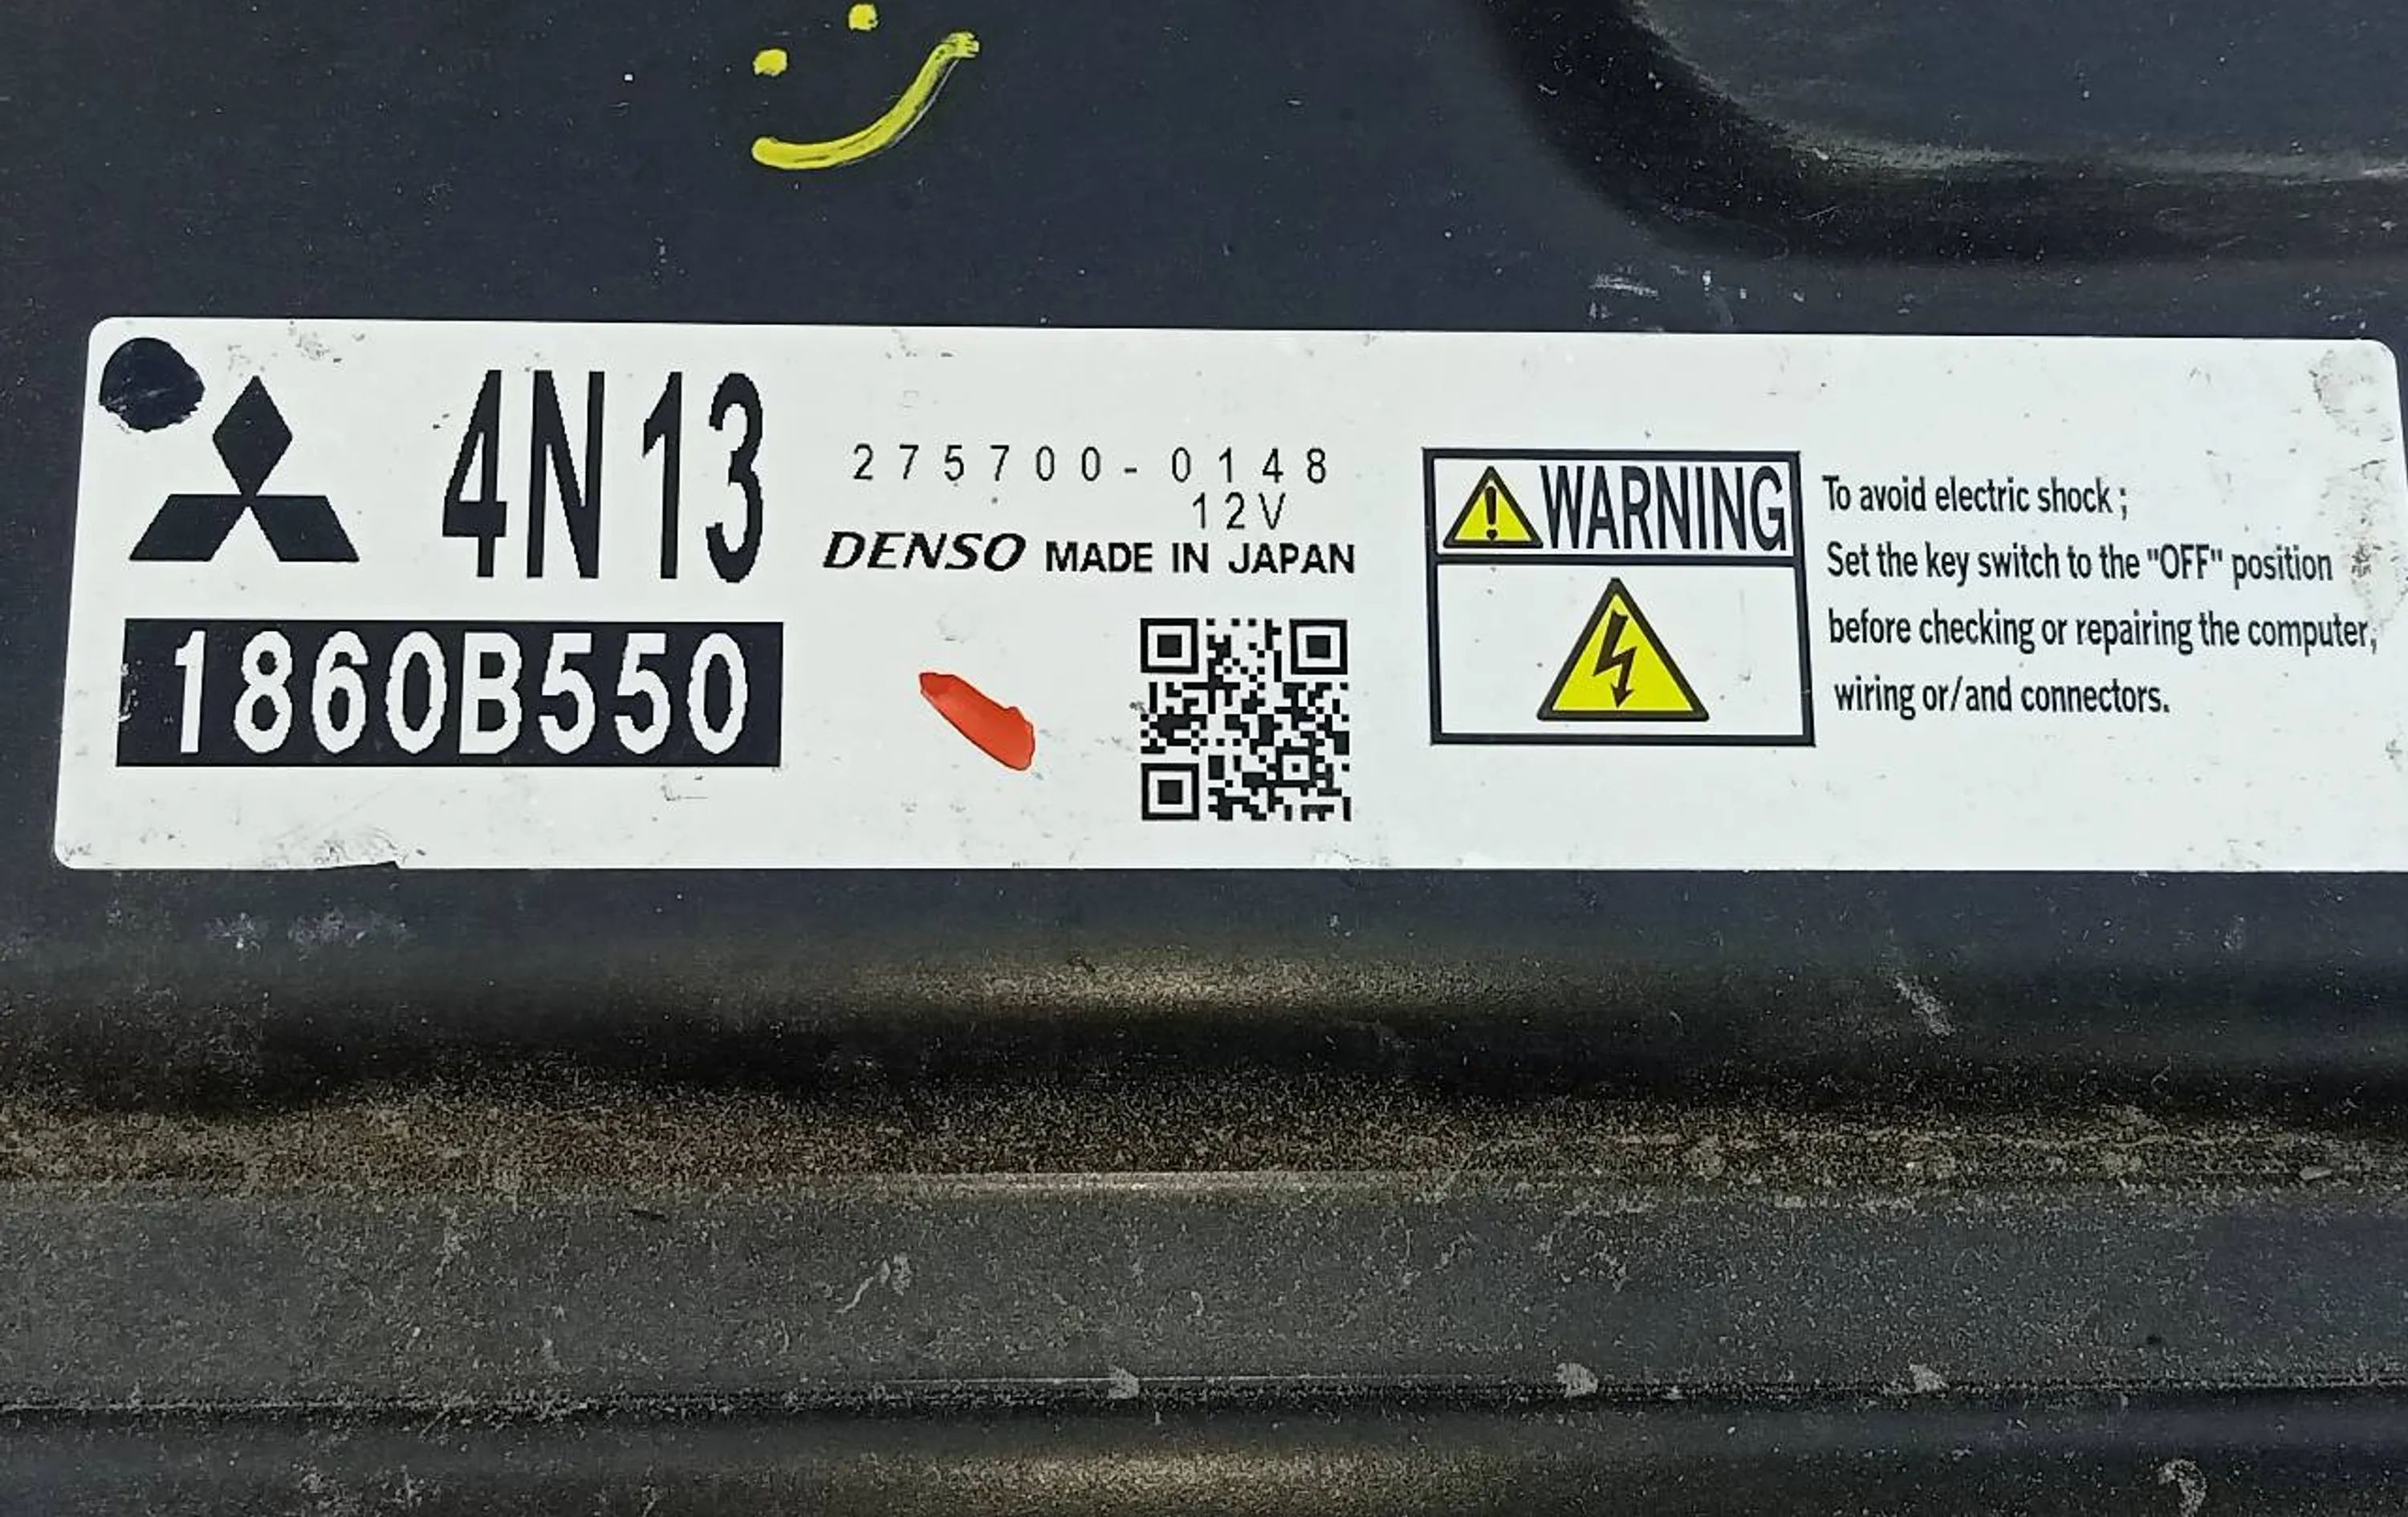 4N13
1860B550
275700-0148
12V
DENSO MADE IN JAPAN
WARNING
To avoid electric shock ;
Set the key switch to the "OFF" position
before checking or repairing the computer,
wiring or/and connectors.